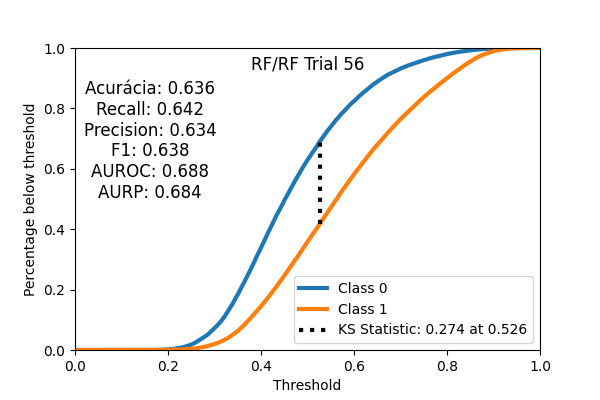 RF/RF Trial 56
Acurácia: 0.636
Recall: 0.642
Precision: 0.634
F1: 0.638
AUROC: 0.688
AURP: 0.684
Percentage below threshold
1.0
0.8
0.6
0.4
0.2
0.0
Class 0
Class 1
KS Statistic: 0.274 at 0.526
0.0 0.2 0.4 0.6 0.8 1.0
Threshold